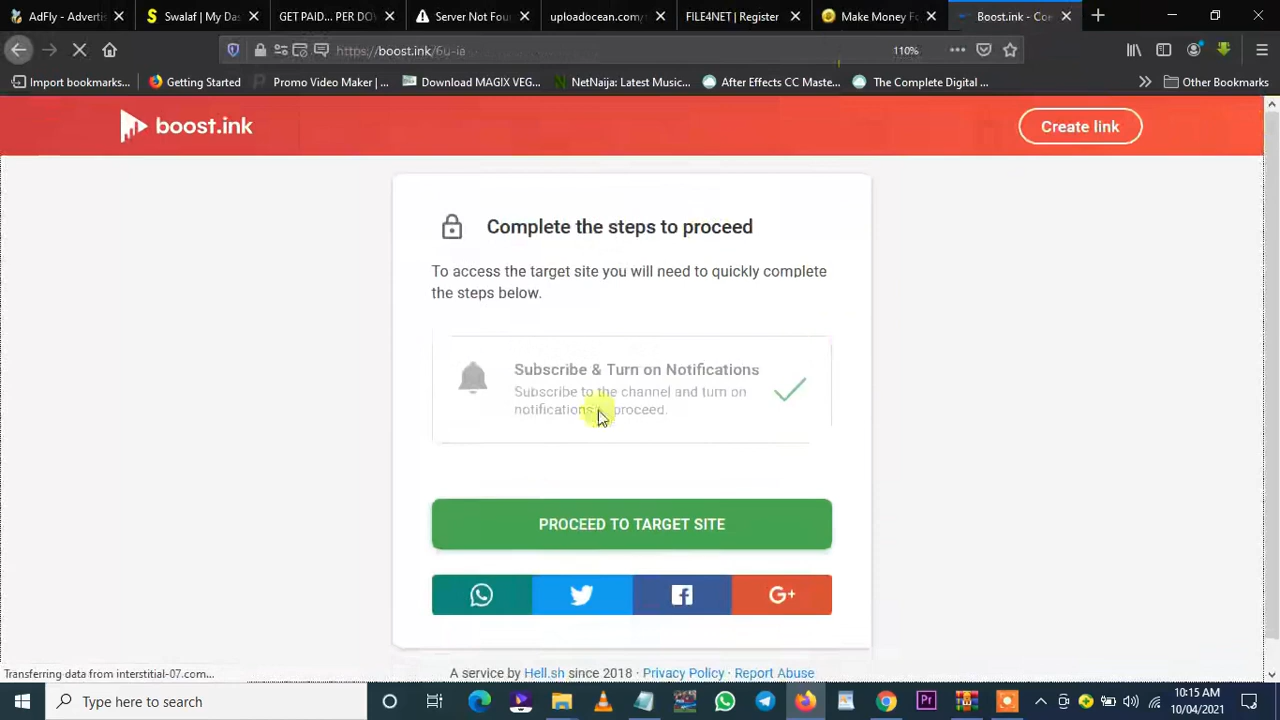 AdFly - Advertis
Swalaf | My Das
GET PAID... PER DOV
Server Not Found
uploadocean.com/
FILE4NET | Register
Make Money Fo
Boost.ink - Co
https://boost.ink/6u-ia
110%
Import bookmarks...
Getting Started
Promo Video Maker |...
Download MAGIX VEG...
NetNaija: Latest Music...
After Effects CC Maste...
The Complete Digital ...
Other Bookmarks
boost.ink
Create link
Complete the steps to proceed
To access the target site you will need to quickly complete
the steps below.
Subscribe & Turn on Notifications
Subscribe to the channel and turn on
notifications proceed.
PROCEED TO TARGET SITE
G+
A service by Hell.sh since 2018 · Privacy Policy · Report Abuse
Transferring data from interstitial-07.com...
Type here to search
Pr
10:15 AM
10/04/2021